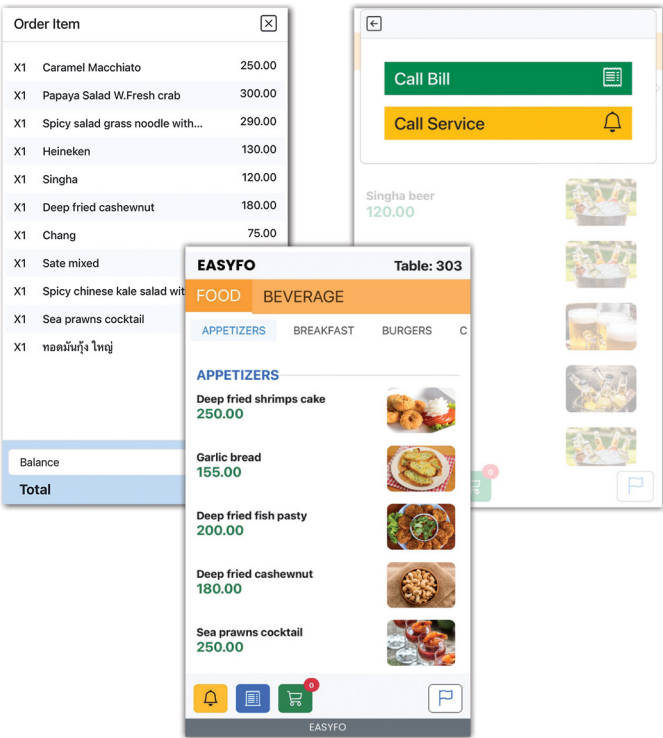 Order Item
X1 Caramel Macchiato 250.00
X1 Papaya Salad W.Fresh crab 300.00
X1 Spicy salad grass noodle with... 290.00
X1 Heineken 130.00
X1 Singha 120.00
X1 Deep fried cashewnut 180.00
X1 Chang 75.00
X1 Sate mixed
X1 Spicy chinese kale salad wit
X1 Sea prawns cocktail
X1 ทอดมันกุ้ง ใหญ่
Balance
Total
Call Bill
Call Service
Singha beer
120.00
0
EASYFO Table: 303
FOOD BEVERAGE
APPETIZERS BREAKFAST BURGERS C
APPETIZERS
Deep fried shrimps cake
250.00
Garlic bread
155.00
Deep fried fish pasty
200.00
Deep fried cashewnut
180.00
Sea prawns cocktail
250.00
0
EASYFO